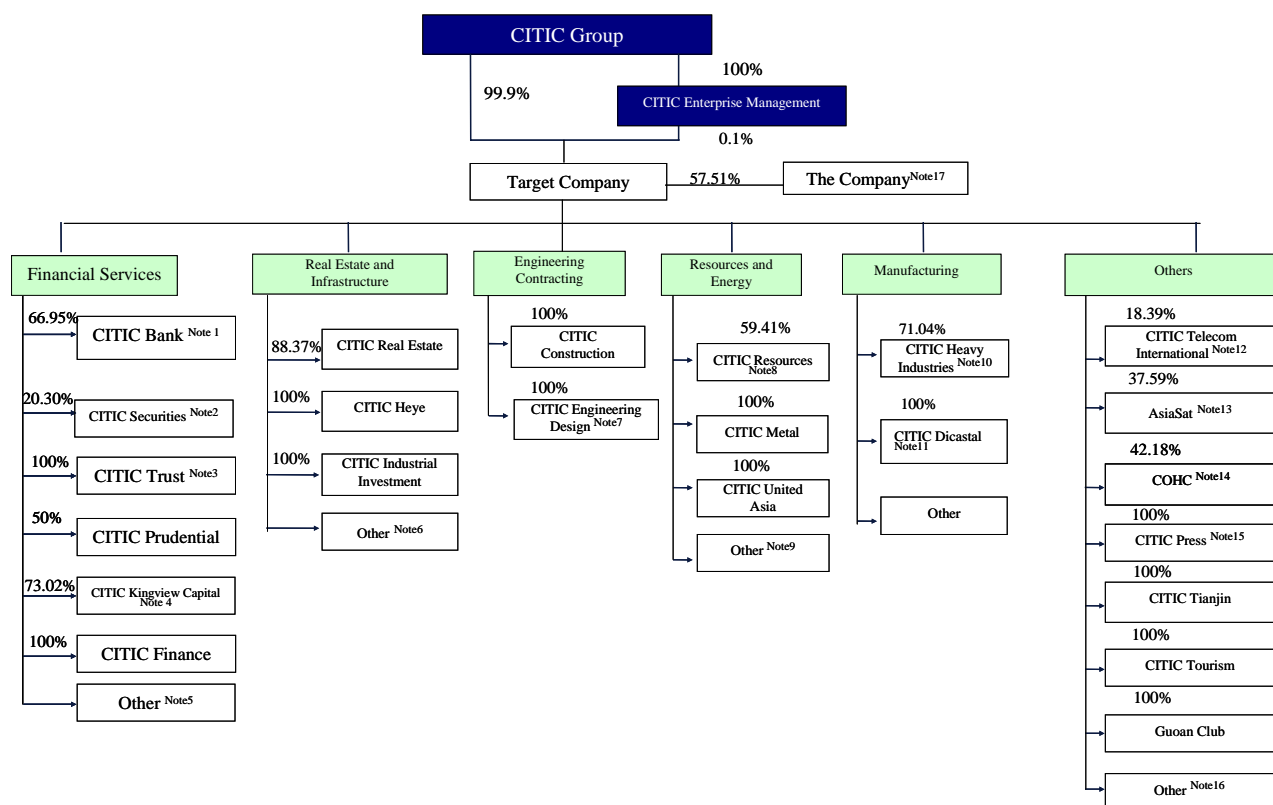 CITIC Group
100%
99.9%
CITIC Enterprise Management
0.1%
Target Company
57.51%
The Company Note17
Financial Services
66.95%
CITIC Bank Note 1
20.30%
CITIC Securities Note2
100%
CITIC Trust Note3
50%
CITIC Prudential
73.02%
CITIC Kingview Capital
Note 4
100%
CITIC Finance
Other Note5
Real Estate and
Infrastructure
88.37%
CITIC Real Estate
100%
CITIC Heye
100%
CITIC Industrial
Investment
Other Note6
Engineering
Contracting
100%
CITIC
Construction
100%
CITIC Engineering
Design Note7
Resources and
Energy
59.41%
CITIC Resources
Note8
100%
CITIC Metal
100%
CITIC United
Asia
Other Note9
Manufacturing
71.04%
CITIC Heavy
Industries Note10
100%
CITIC Dicastal
Note11
Other
Others
18.39%
CITIC Telecom
International Note12
37.59%
AsiaSat Note13
42.18%
COHC Note14
100%
CITIC Press Note15
100%
CITIC Tianjin
100%
CITIC Tourism
100%
Guoan Club
Other Note16